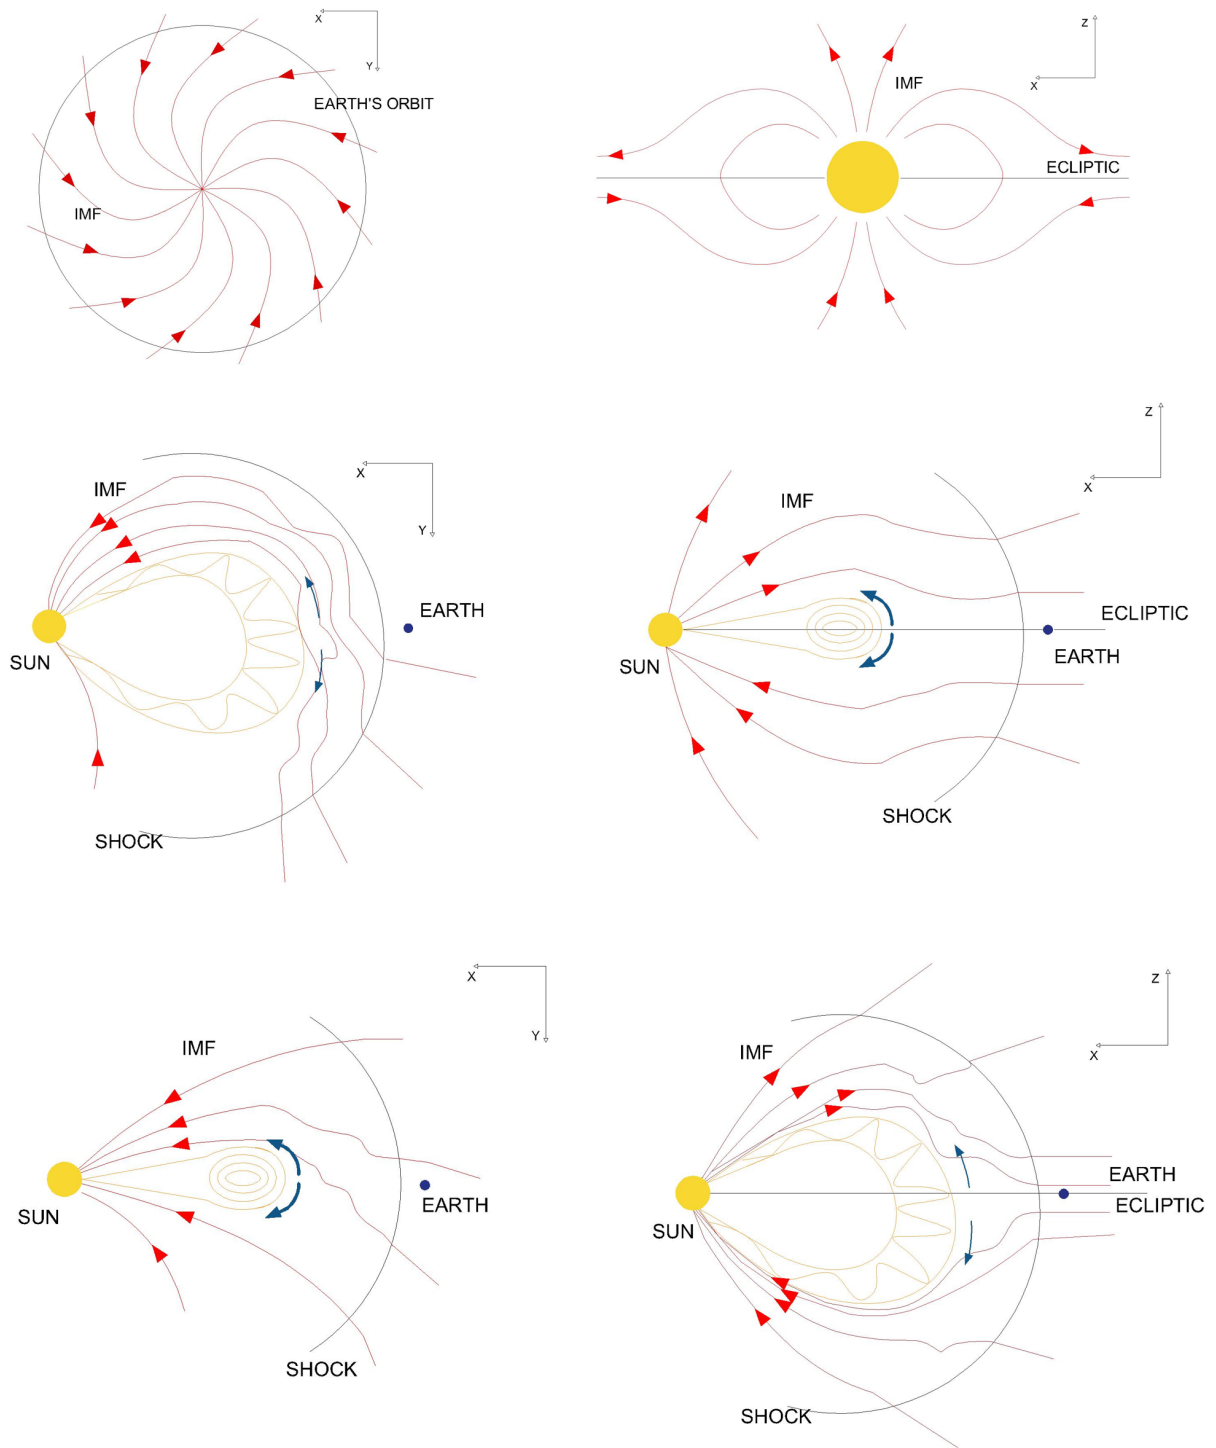 X
Y
EARTH'S ORBIT
IMF
Z
X
IMF
ECLIPTIC
X
Y
IMF
EARTH
SUN
SHOCK
Z
X
IMF
ECLIPTIC
EARTH
SUN
SHOCK
X
Y
IMF
EARTH
SUN
SHOCK
Z
X
IMF
EARTH
ECLIPTIC
SUN
SHOCK